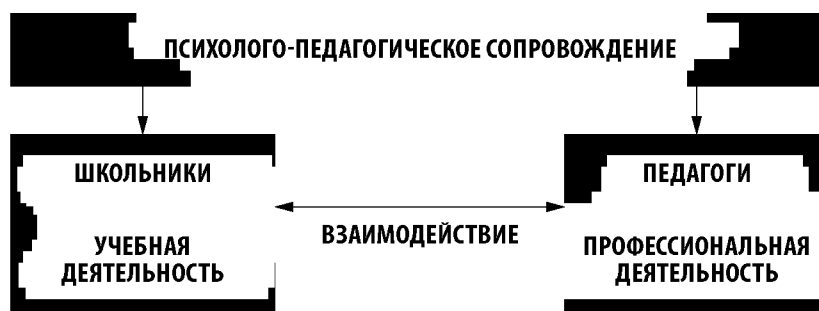 ПСИХОЛОГО-ПЕДАГОГИЧЕСКОЕ СОПРОВОЖДЕНИЕ
ШКОЛЬНИКИ
УЧЕБНАЯ
ДЕЯТЕЛЬНОСТЬ
ВЗАИМОДЕЙСТВИЕ
ПЕДАГОГИ
ПРОФЕССИОНАЛЬНАЯ
ДЕЯТЕЛЬНОСТЬ